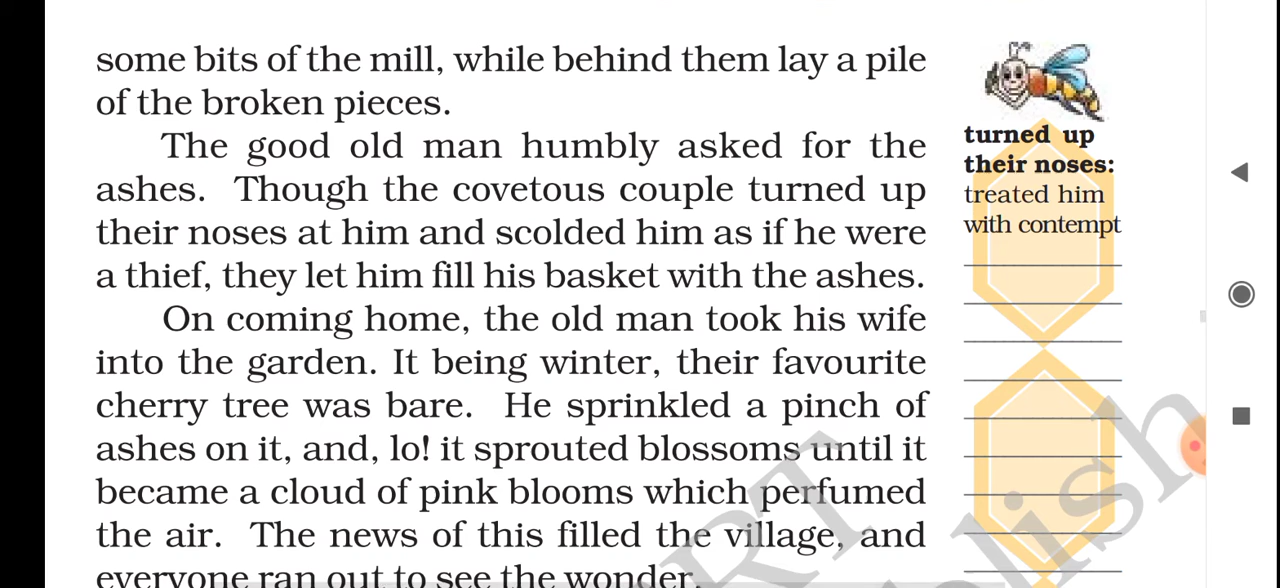 some bits of the mill, while behind them lay a pile
of the broken pieces.
The good old man humbly asked for the
ashes. Though the covetous couple turned up
their noses at him and scolded him as if he were
a thief, they let him fill his basket with the ashes.
On coming home, the old man took his wife
into the garden. It being winter, their favourite
cherry tree was bare. He sprinkled a pinch of
ashes on it, and, lo! it sprouted blossoms until it
became a cloud of pink blooms which perfumed
the air. The news of this filled the village, and
everyone ran out to see the wonder.
turned up
their noses:
treated him
with contempt